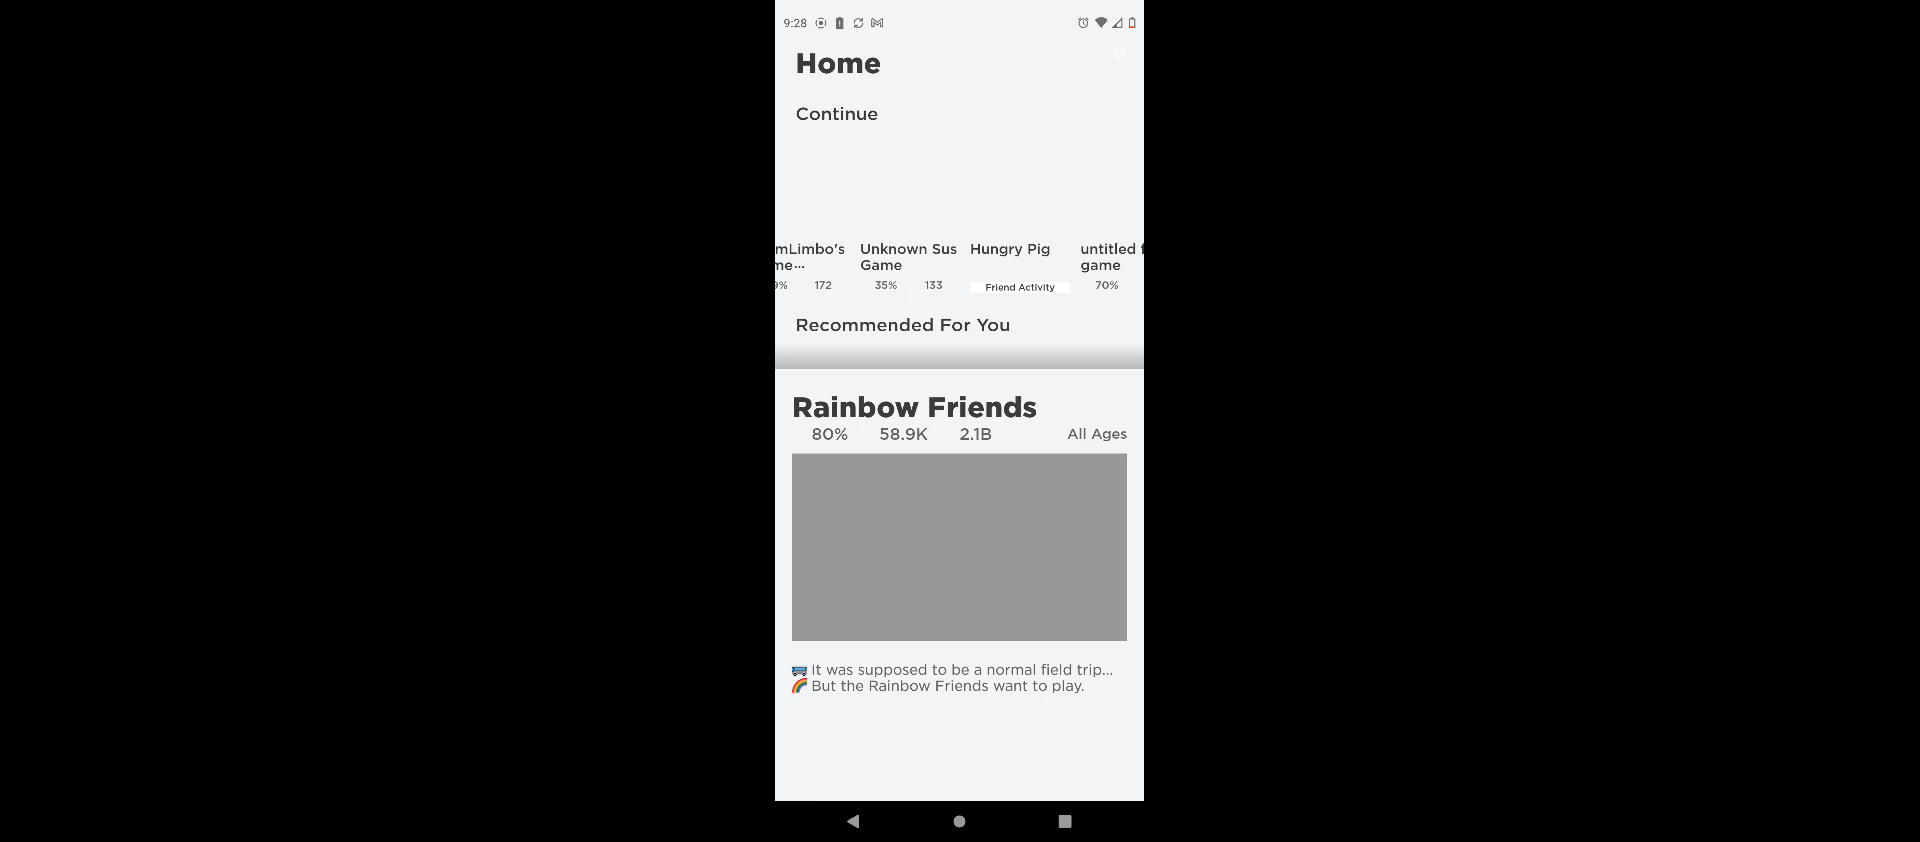 9:28
23
Home
Continue
mLimbo's Unknown Sus Hungry Pig untitled
me... Game game
9% 172 35% 133 Friend Activity 70%
Recommended For You
Rainbow Friends
80% 58.9K 2.1B All Ages
It was supposed to be a normal field trip...
But the Rainbow Friends want to play.